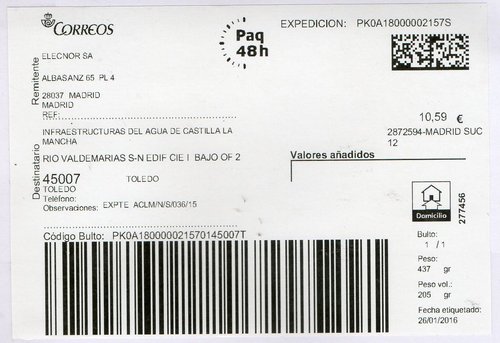 CORREOS
Paq
48h
EXPEDICION: PK0A18000002157S
Remitente
ELECNOR SA
ALBASANZ 65 PL 4
28037 MADRID
MADRID
REF:
10,59 €
2872594-MADRID SUC
12
Destinatario
INFRAESTRUCTURAS DEL AGUA DE CASTILLA LA
MANCHA
RIO VALDEMARIAS S-N EDIF CIE I BAJO OF 2
45007 TOLEDO
TOLEDO
Teléfono:
Observaciones: EXPTE ACLM/N/S/036/15
Valores añadidos
Domicilio
277456
Código Bulto: PK0A180000021570145007T
Bulto:
1 / 1
Peso:
437 gr
Peso vol.:
205 gr
Fecha etiquetado:
26/01/2016